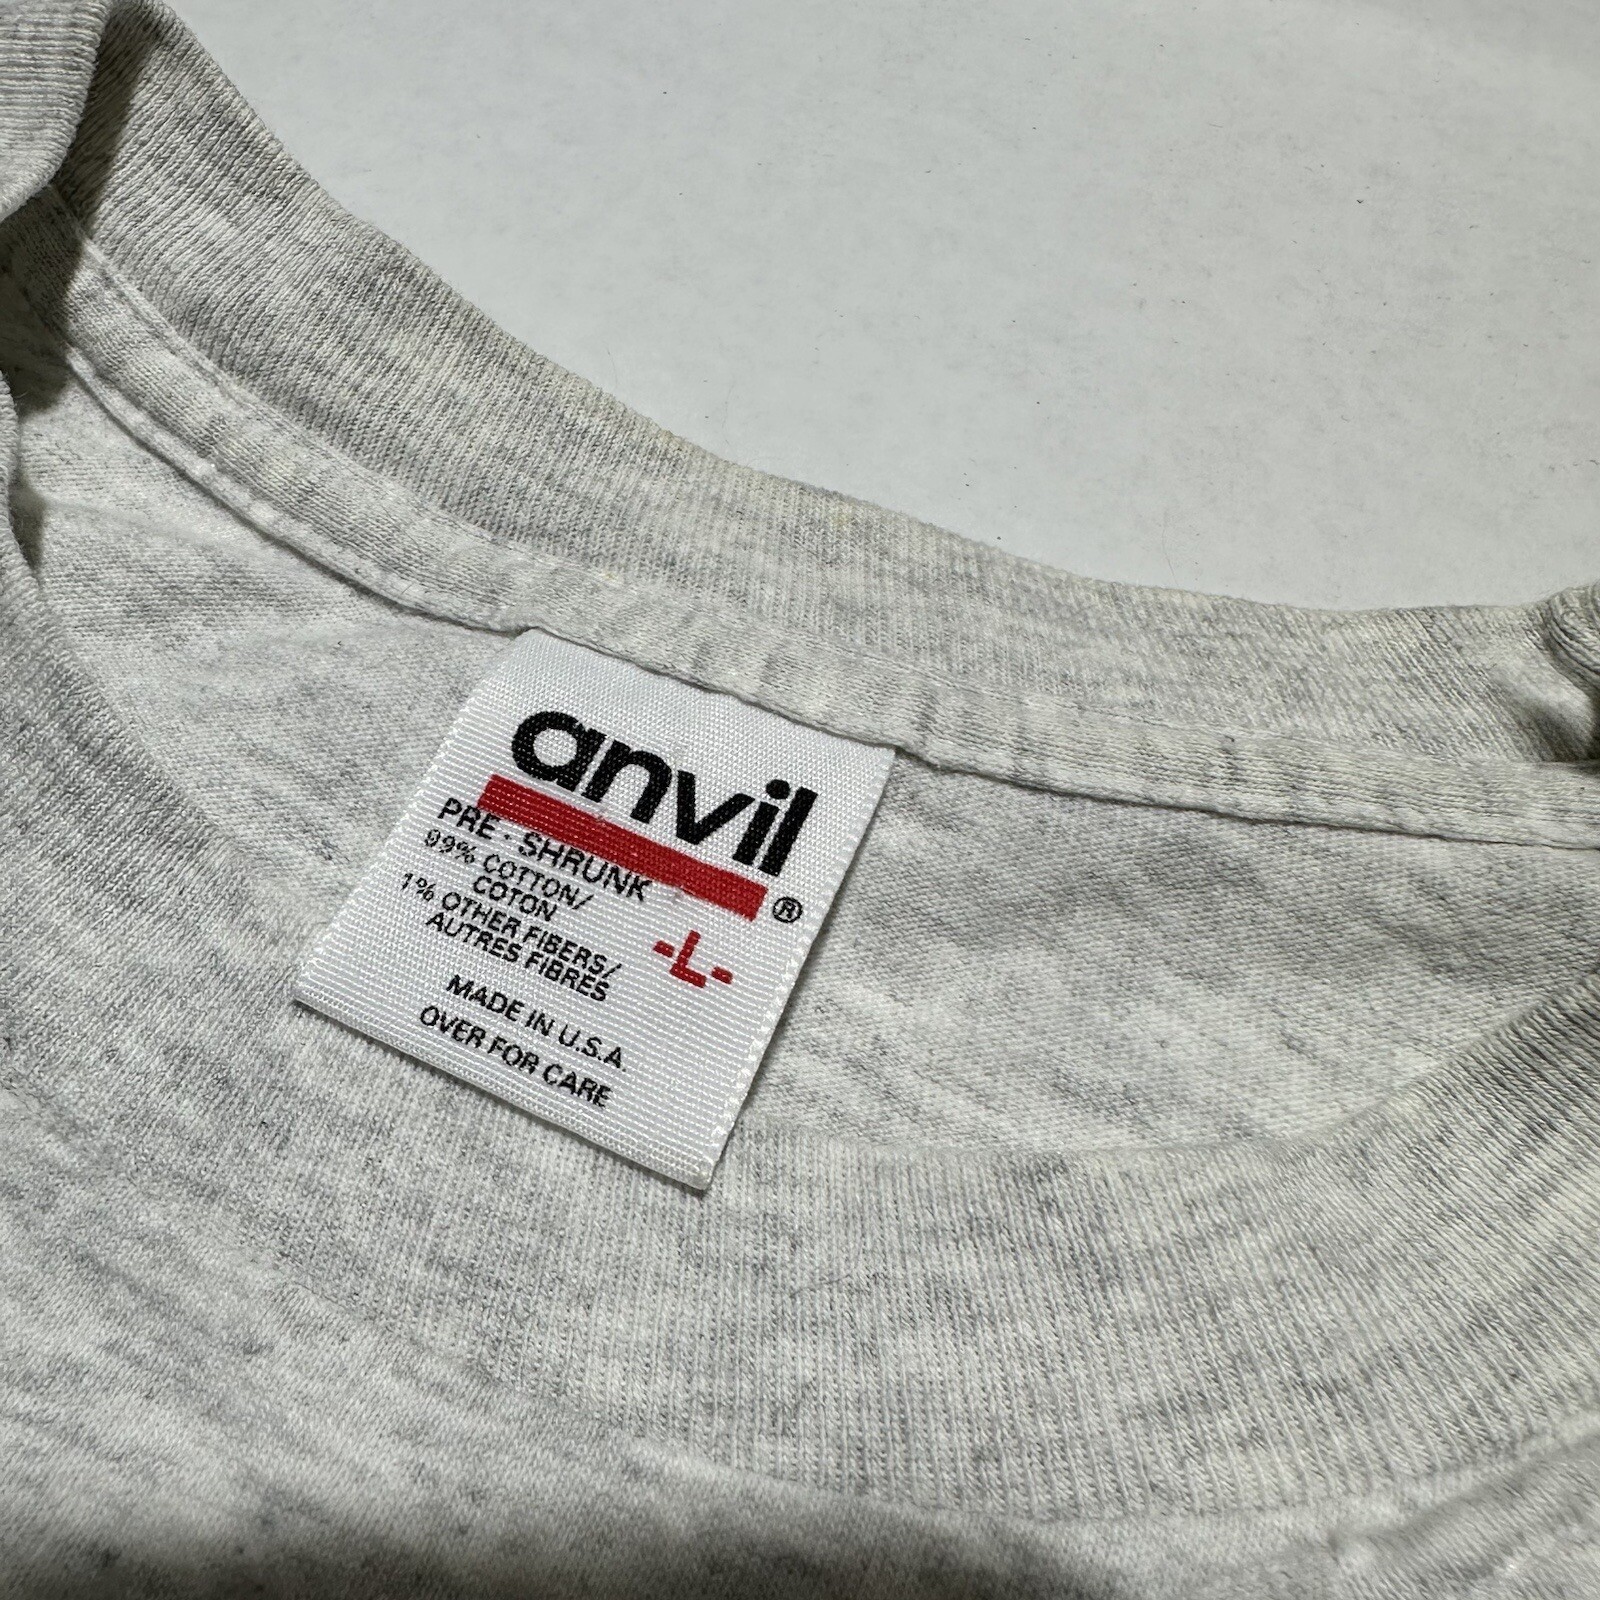 anvil
®
PRE - SHRUNK
99% COTTON/
COTON
1% OTHER FIBERS/
AUTRES FIBRES
-L-
MADE IN U.S.A.
OVER FOR CARE